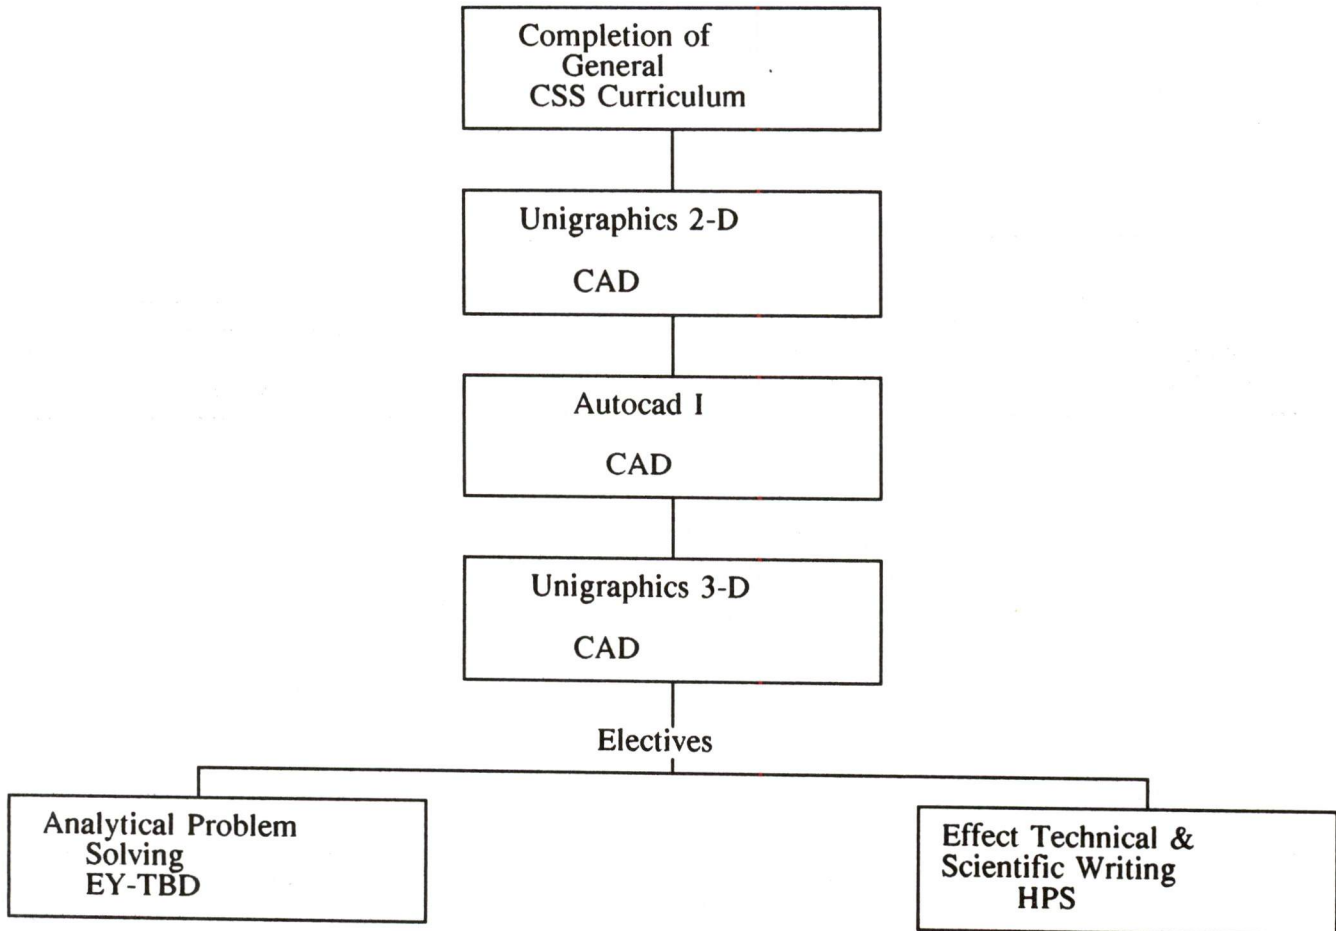 Completion of
General
CSS Curriculum
Unigraphics 2-D
CAD
Autocad I
CAD
Unigraphics 3-D
CAD
Electives
Analytical Problem
Solving
EY-TBD
Effect Technical &
Scientific Writing
HPS